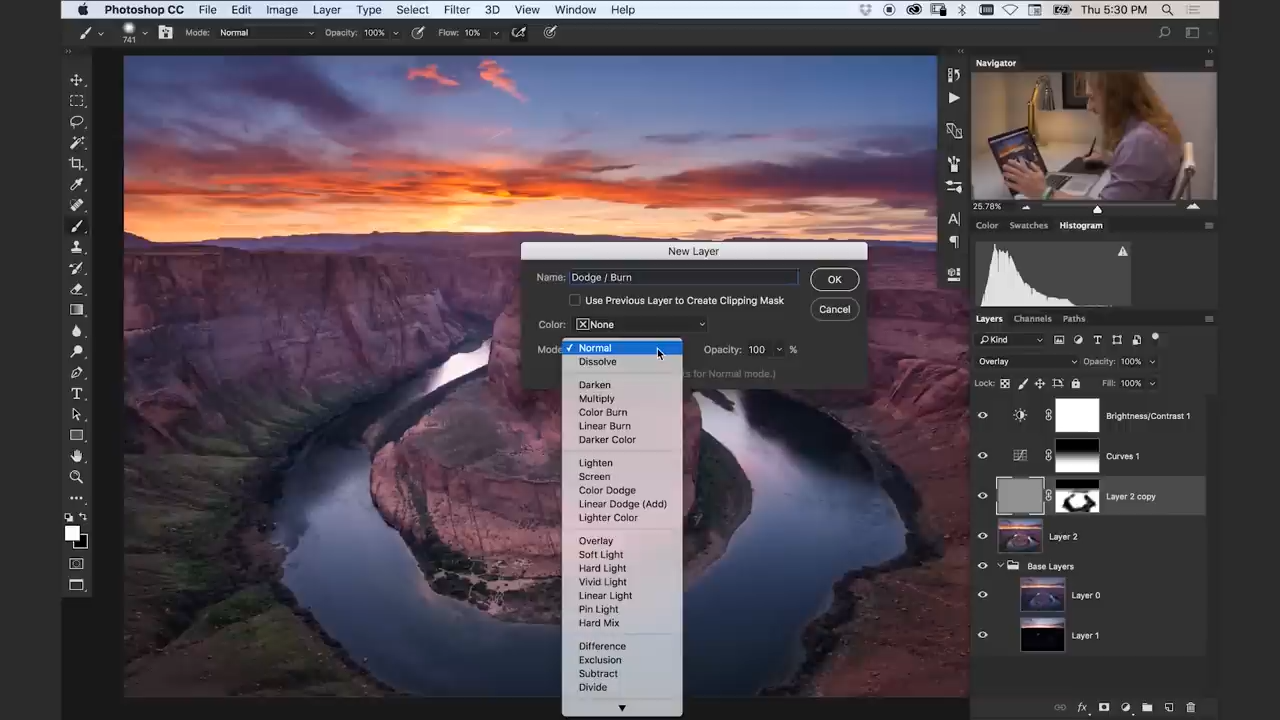 Photoshop CC File Edit Image Layer Type Select Filter 3D View Window Help Thu 5:30 PM
741 Mode: Normal Opacity: 100% Flow: 10%
Navigator
25.78%
Color Swatches Histogram
New Layer
Name: Dodge / Burn OK
Use Previous Layer to Create Clipping Mask
Cancel
Color: None
Mode Normal Opacity: 100 %
Dissolve
ts for Normal mode.)
Darken
Multiply
Color Burn
Linear Burn
Darker Color
Lighten
Screen
Color Dodge
Linear Dodge (Add)
Lighter Color
Overlay
Soft Light
Hard Light
Vivid Light
Linear Light
Pin Light
Hard Mix
Difference
Exclusion
Subtract
Divide
Layers Channels Paths
Kind
Overlay Opacity: 100%
Lock: Fill: 100%
Brightness/Contrast 1
Curves 1
Layer 2 copy
Layer 2
Base Layers
Layer 0
Layer 1